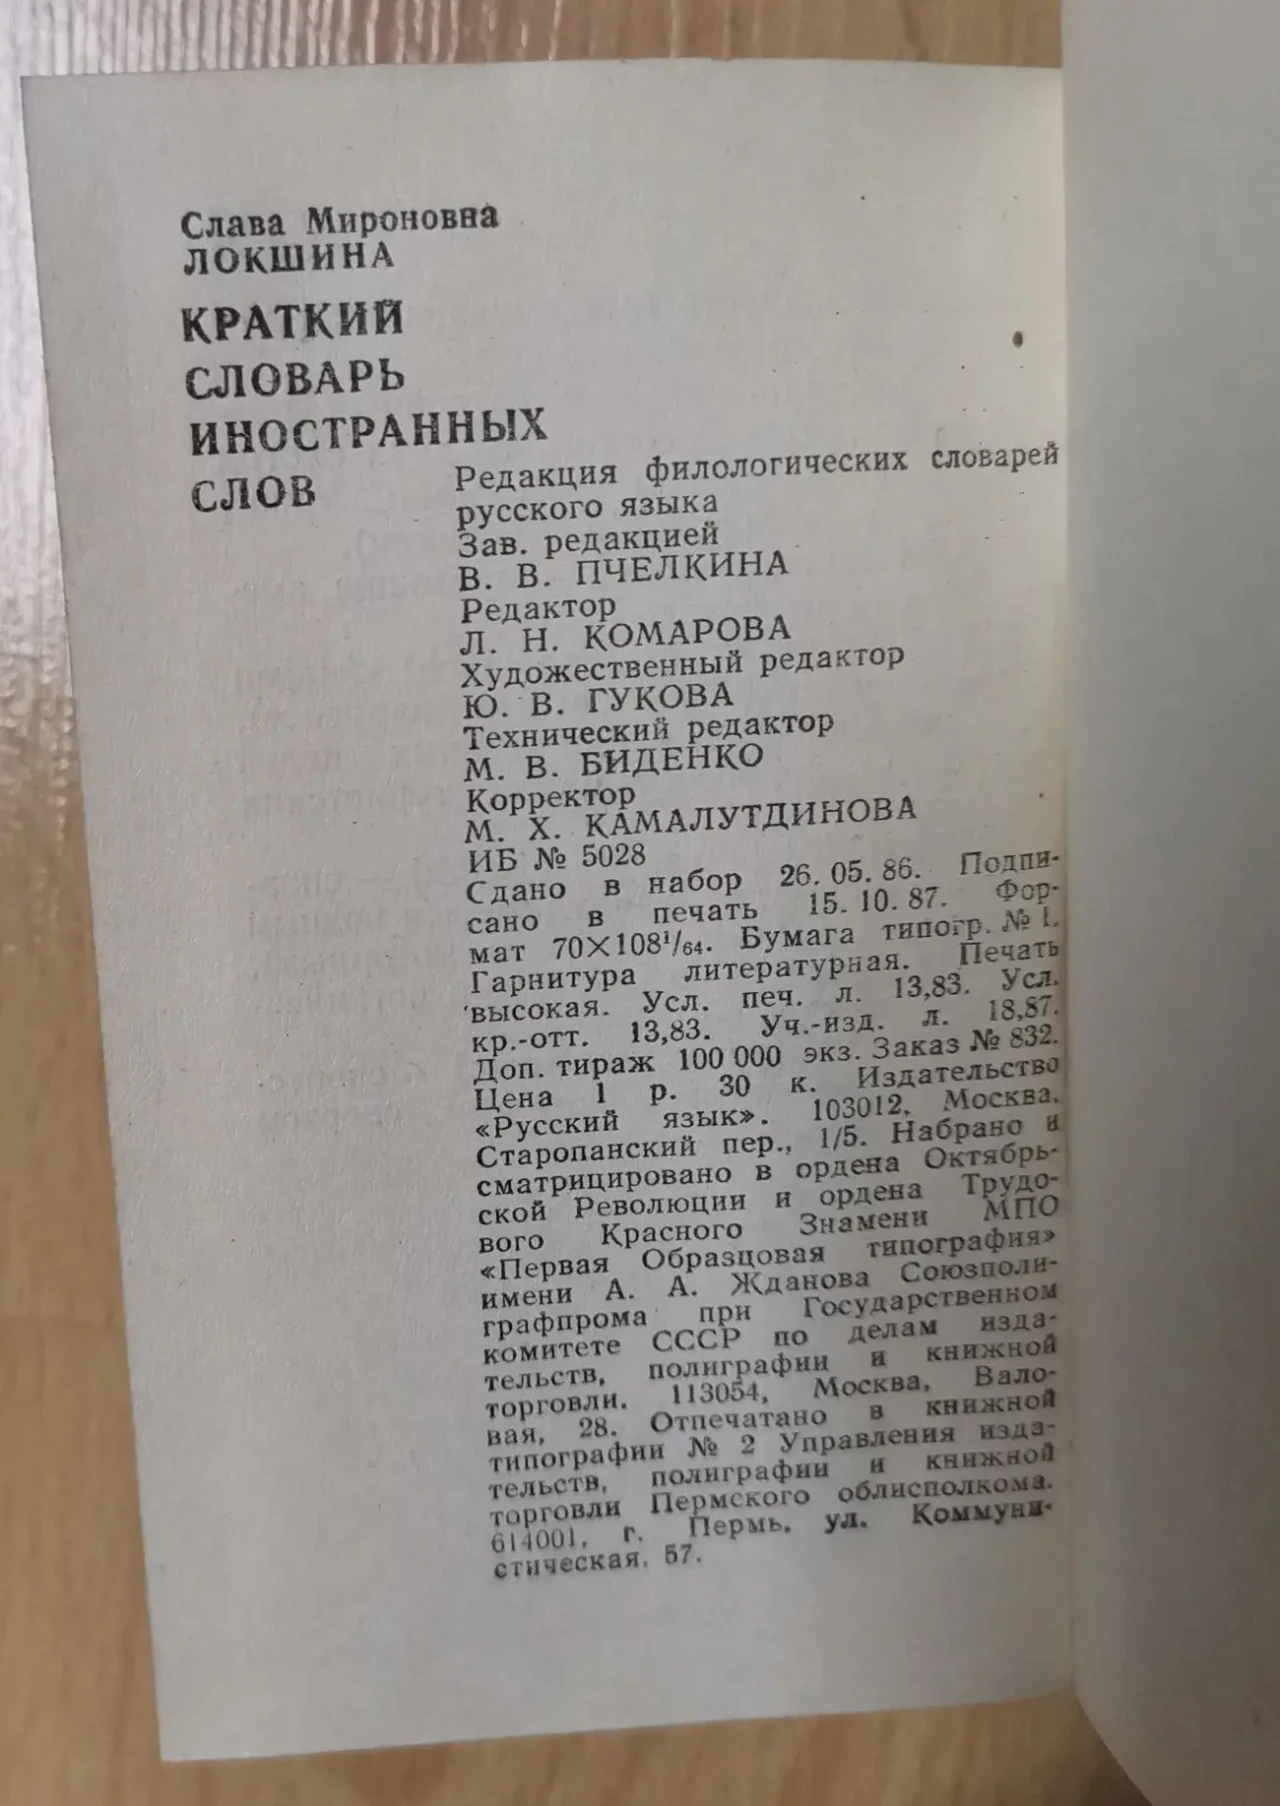 Слава Мироновна
ЛОКШИНА
КРАТКИЙ
СЛОВАРЬ
ИНОСТРАННЫХ
СЛОВ
Редакция филологических словарей
русского языка
Зав. редакцией
В. В. ПЧЕЛКИНА
Редактор
Л. Н. КОМАРОВА
Художественный редактор
Ю. В. ГУКОВА
Технический редактор
М. В. БИДЕНКО
Корректор
М. Х. КАМАЛУТДИНОВА
ИБ № 5028
Сдано в набор 26.05.86. Подпи-
сано в печать 15.10.87. Фор-
мат 70×108¹/₆₄. Бумага типогр. № 1.
Гарнитура литературная. Печать
высокая. Усл. печ. л. 13,83. Усл.
кр.-отт. 13,83. Уч.-изд. л. 18,87.
Доп. тираж 100 000 экз. Заказ № 832.
Цена 1 р. 30 к. Издательство
«Русский язык». 103012, Москва,
Старопанский пер., 1/5. Набрано и
сматрицировано в ордена Октябрь-
ской Революции и ордена Трудо-
вого Красного Знамени МПО
«Первая Образцовая типография»
имени А. А. Жданова Союзполи-
графпрома при Государственном
комитете СССР по делам изда-
тельств, полиграфии и книжной
торговли. 113054, Москва, Вало-
вая, 28. Отпечатано в книжной
типографии № 2 Управления изда-
тельств, полиграфии и книжной
торговли Пермского облисполкома.
614001, г. Пермь, ул. Коммуни-
стическая, 57.